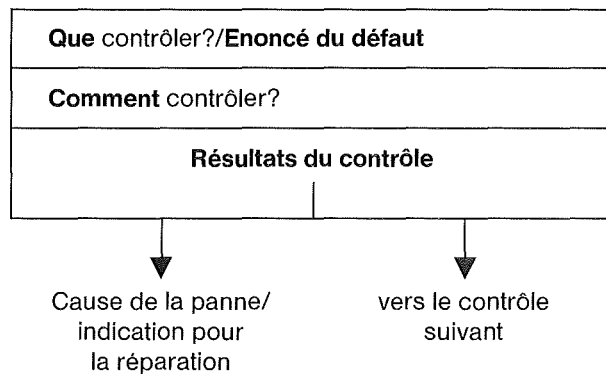 Que contrôler?/Enoncé du défaut
Comment contrôler?
Résultats du contrôle
Cause de la panne/
indication pour
la réparation
vers le contrôle
suivant